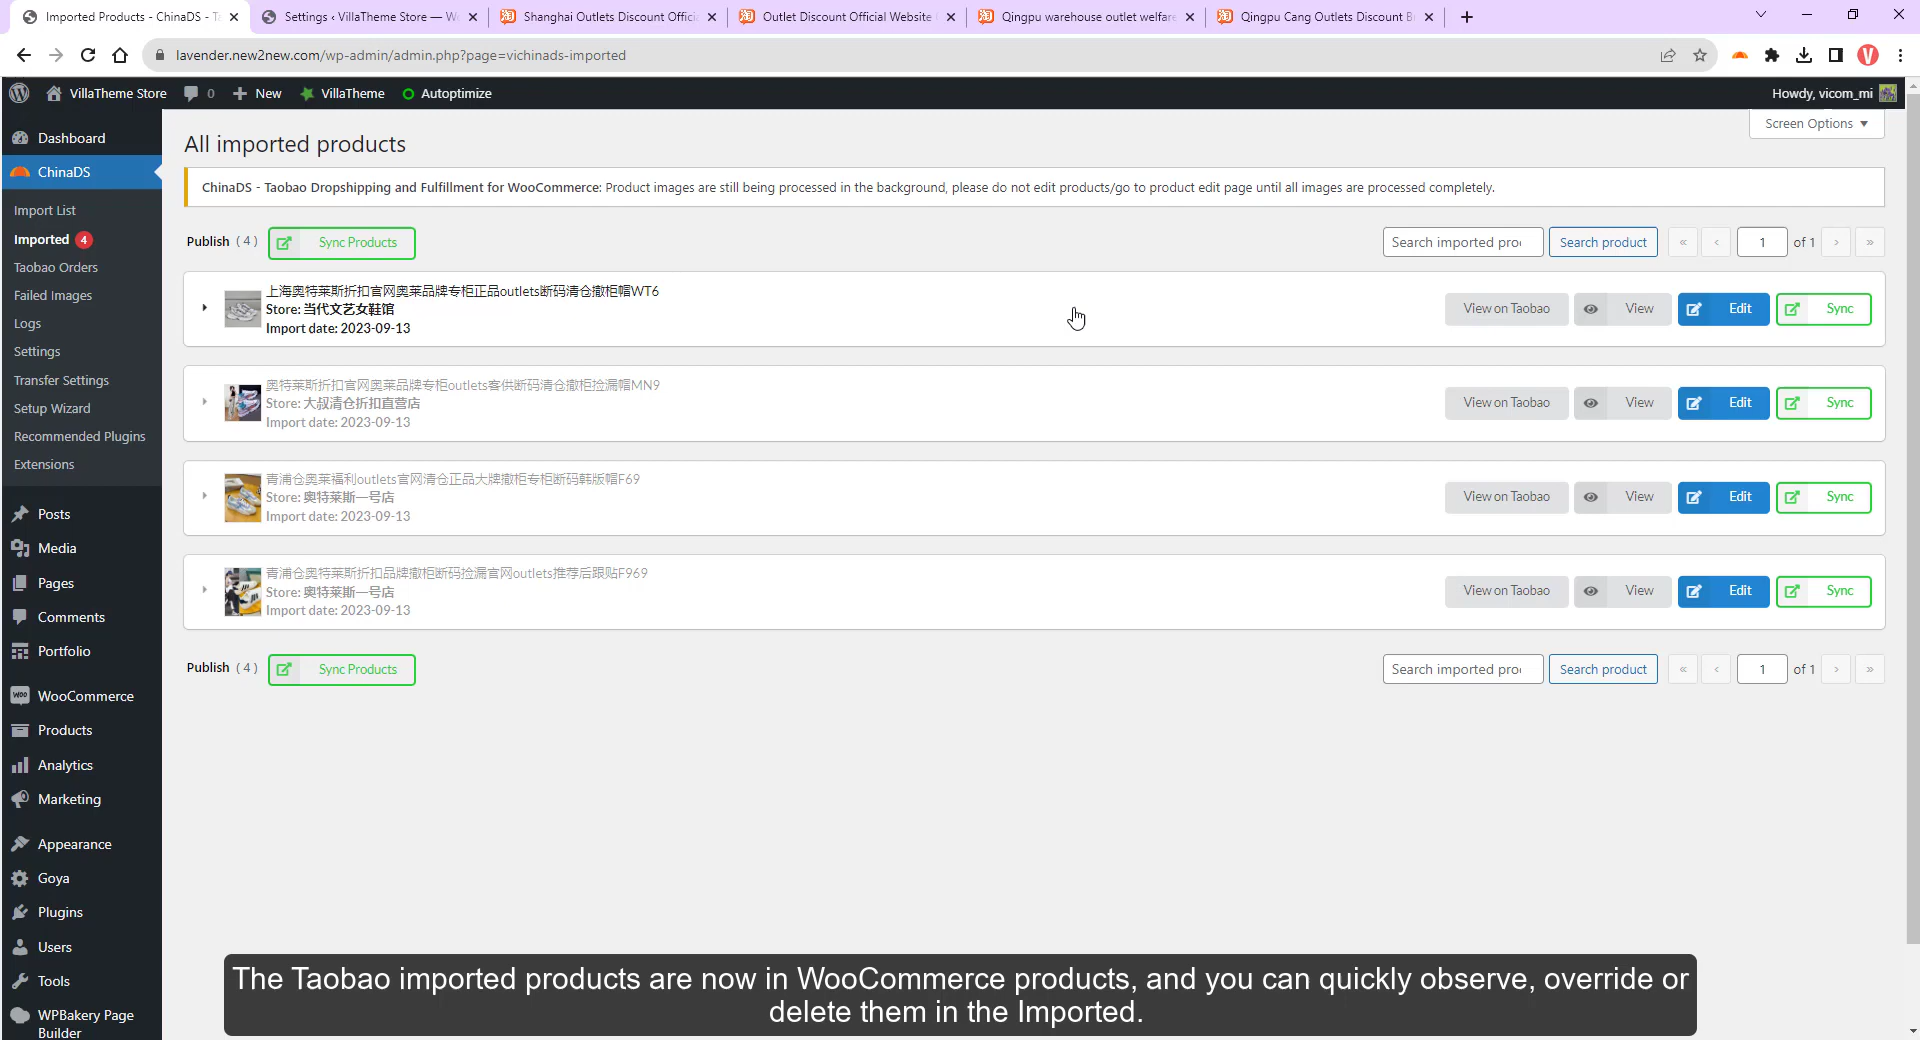 Imported Products - ChinaDS - Ta
Settings ‹ VillaTheme Store — W
Shanghai Outlets Discount Offici
Outlet Discount Official Website
Qingpu warehouse outlet welfare
Qingpu Cang Outlets Discount B
lavender.new2new.com/wp-admin/admin.php?page=vichinads-imported
V
VillaTheme Store
0
New
VillaTheme
Autoptimize
Howdy, vicom_mi
Screen Options
Dashboard
ChinaDS
Import List
Imported 4
Taobao Orders
Failed Images
Logs
Settings
Transfer Settings
Setup Wizard
Recommended Plugins
Extensions
Posts
Media
Pages
Comments
Portfolio
WooCommerce
Products
Analytics
Marketing
Appearance
Goya
Plugins
Users
Tools
WPBakery Page
Builder
All imported products
ChinaDS - Taobao Dropshipping and Fulfillment for WooCommerce: Product images are still being processed in the background, please do not edit products/go to product edit page until all images are processed completely.
Publish (4) Sync Products Search imported pro Search product « ‹ 1 of 1 › »
上海奥特莱斯折扣官网奥莱品牌专柜正品outlets断码清仓撤柜帽WT6
Store: 当代文艺女鞋馆
Import date: 2023-09-13
View on Taobao View Edit Sync
奥特莱斯折扣官网奥莱品牌专柜outlets客供断码清仓撤柜捡漏帽MN9
Store: 大叔清仓折扣直营店
Import date: 2023-09-13
View on Taobao View Edit Sync
青浦仓奥莱福利outlets官网清仓正品大牌撤柜专柜断码韩版帽F69
Store: 奥特莱斯一号店
Import date: 2023-09-13
View on Taobao View Edit Sync
青浦仓奥特莱斯折扣品牌撤柜断码捡漏官网outlets推荐后跟贴F969
Store: 奥特莱斯一号店
Import date: 2023-09-13
View on Taobao View Edit Sync
Publish (4) Sync Products Search imported pro Search product « ‹ 1 of 1 › »
The Taobao imported products are now in WooCommerce products, and you can quickly observe, override or
delete them in the Imported.